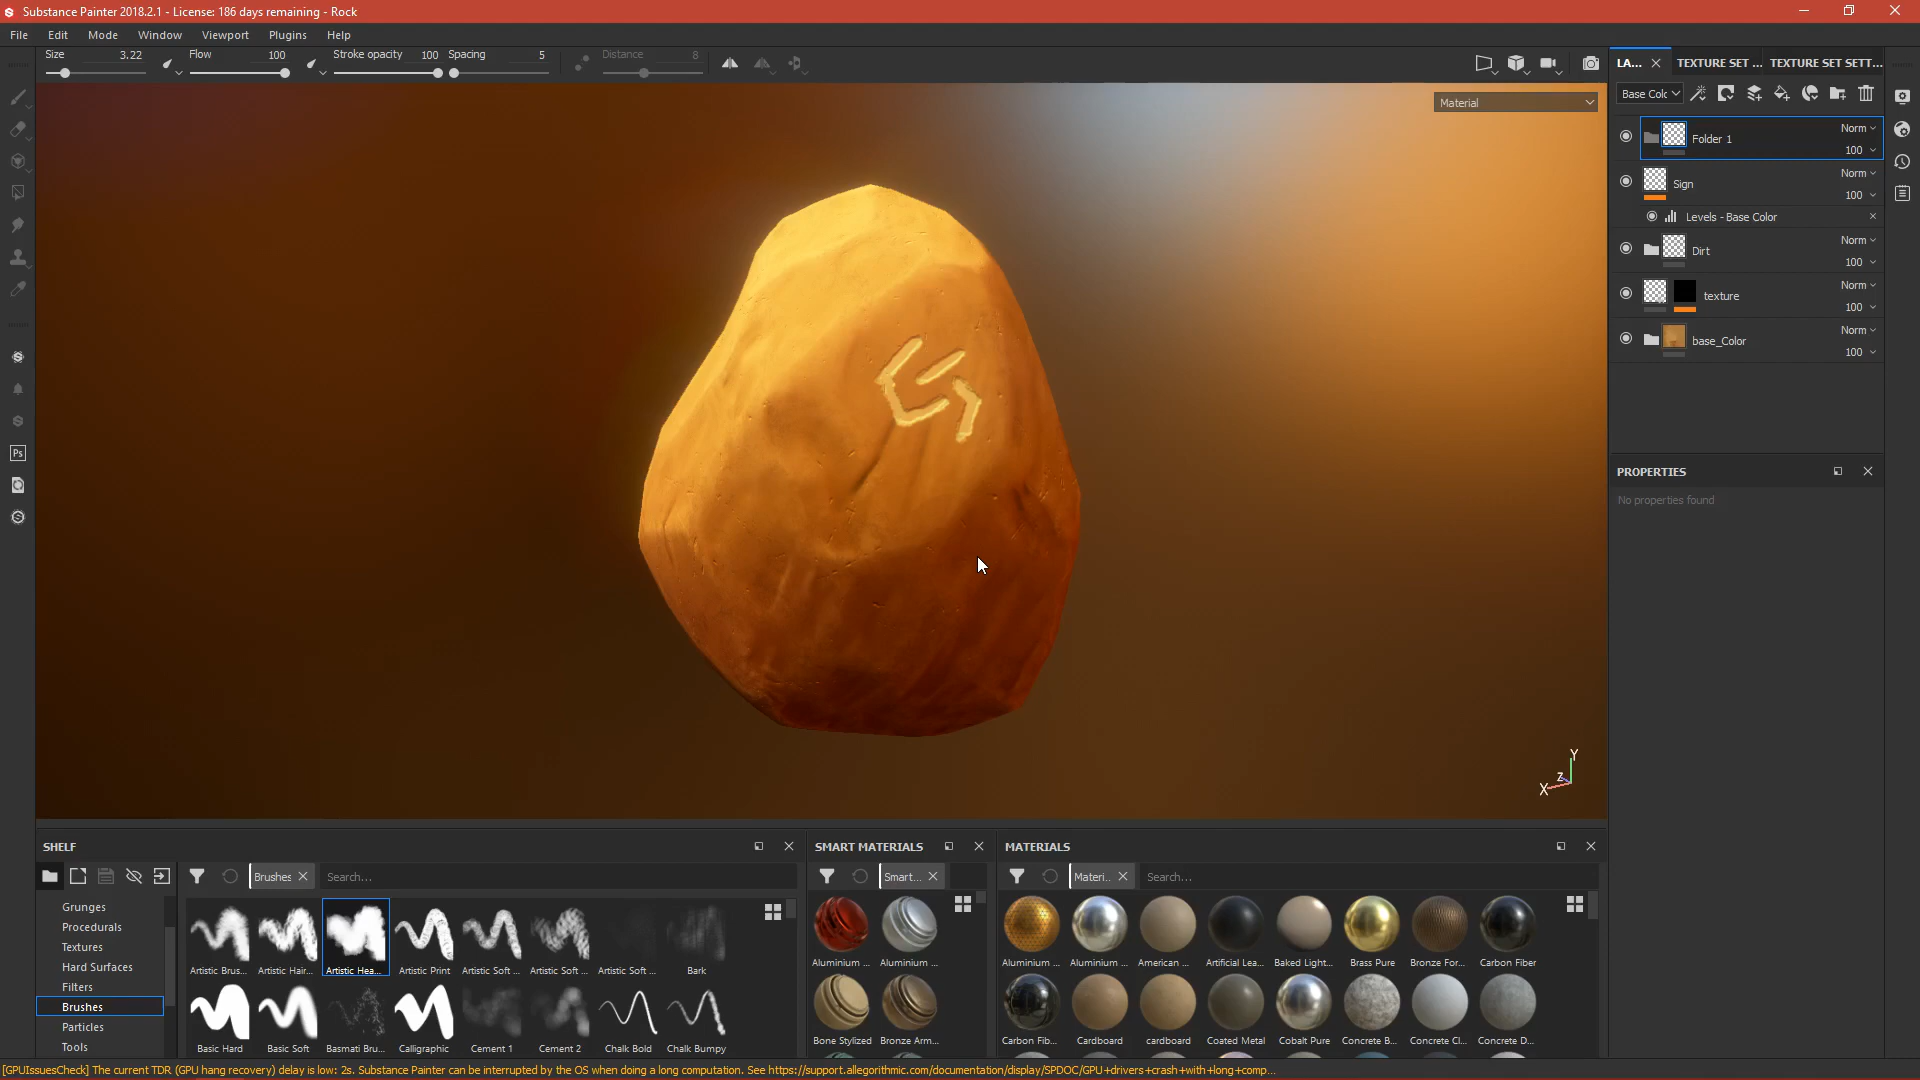 Substance Painter 2018.2.1 - License: 186 days remaining - Rock
File Edit Mode Window Viewport Plugins Help
Size 3.22 Flow 100 Stroke opacity 100 Spacing 5 Distance 8
Material
LA... TEXTURE SET ... TEXTURE SET SETT...
Base Colc
Folder 1 Norm 100
Sign Norm 100
Levels - Base Color
Dirt Norm 100
texture Norm 100
base_Color Norm 100
PROPERTIES
No properties found
Ps
Y
Z
X
SHELF
Brushes Search...
Grunges
Procedurals
Textures
Hard Surfaces
Filters
Brushes
Particles
Tools
Artistic Brus... Artistic Hair... Artistic Hea... Artistic Print Artistic Soft ... Artistic Soft ... Artistic Soft ... Bark
Basic Hard Basic Soft Basmati Bru... Calligraphic Cement 1 Cement 2 Chalk Bold Chalk Bumpy
SMART MATERIALS
Smart...
Aluminium ... Aluminium ...
Bone Stylized Bronze Arm...
MATERIALS
Materi.. Search...
Aluminium ... Aluminium ... American ... Artificial Lea... Baked Light... Brass Pure Bronze For... Carbon Fiber
Carbon Fib... Cardboard cardboard Coated Metal Cobalt Pure Concrete B... Concrete Cl... Concrete D...
[GPUIssuesCheck] The current TDR (GPU hang recovery) delay is low: 2s. Substance Painter can be interrupted by the OS when doing a long computation. See https://support.allegorithmic.com/documentation/display/SPDOC/GPU+drivers+crash+with+long+comp...